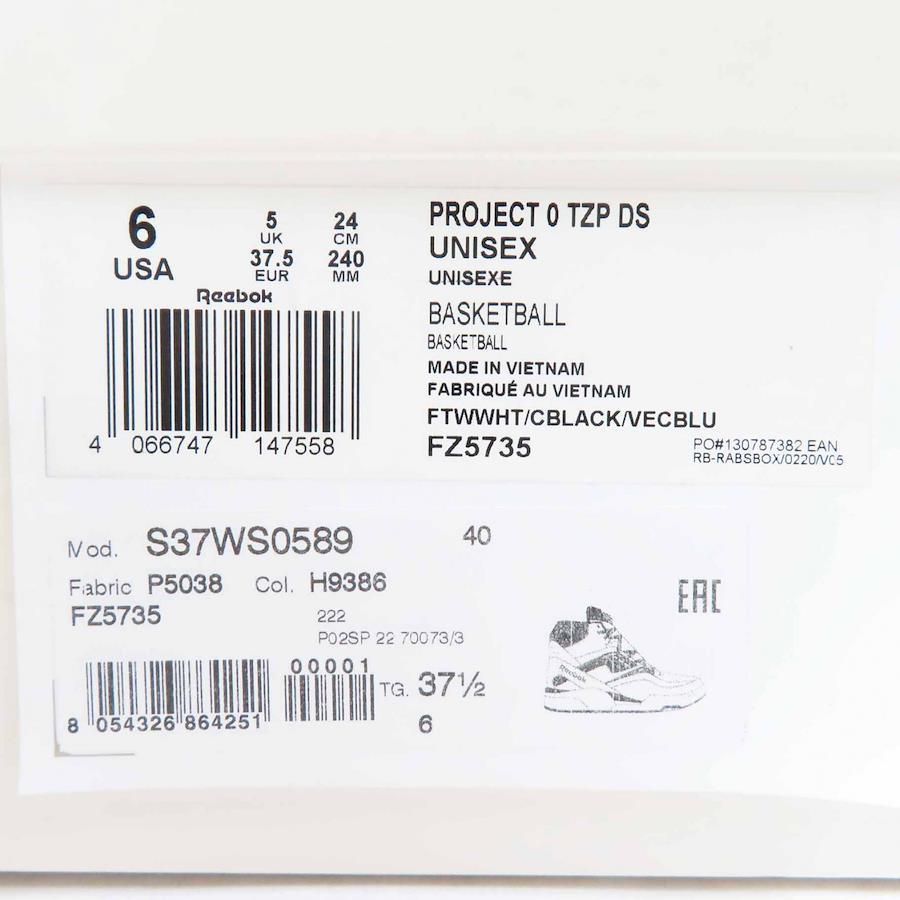 6
USA
5
UK
37.5
EUR
24
CM
240
MM
Reebok
4 066747 147558
PROJECT 0 TZP DS
UNISEX
UNISEXE
BASKETBALL
BASKETBALL
MADE IN VIETNAM
FABRIQUÉ AU VIETNAM
FTWWHT/CBLACK/VECBLU
FZ5735
PO#130787382 EAN
RB-RABSBOX/0220/V05
Mod. S37WS0589 40
Fabric P5038 Col. H9386
FZ5735
222
P02SP 22 70073/3
8 054326 864251
00001
TG. 37½
6
EAC
Reebok